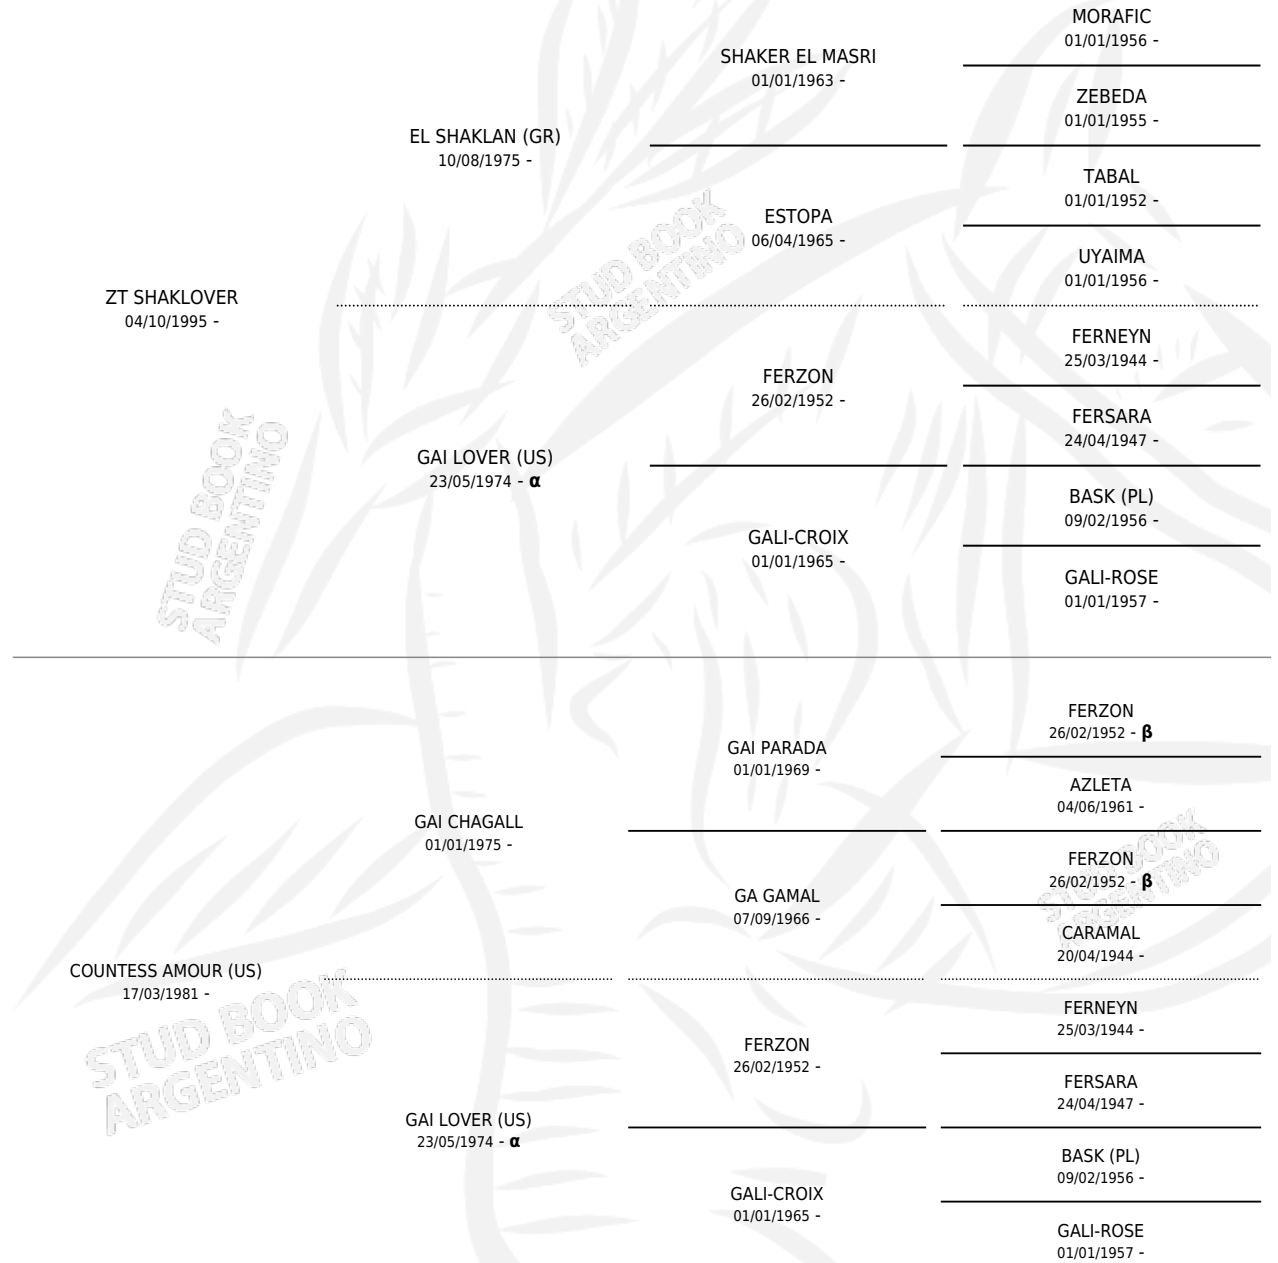 MORAFIC
01/01/1956 -
SHAKER EL MASRI
01/01/1963 -
ZEBEDA
01/01/1955 -
EL SHAKLAN (GR)
10/08/1975 -
TABAL
01/01/1952 -
ESTOPA
06/04/1965 -
UYAIMA
01/01/1956 -
STUD BOOK
ARGENTINO
ZT SHAKLOVER
04/10/1995 -
FERNEYN
25/03/1944 -
FERZON
26/02/1952 -
FERSARA
24/04/1947 -
GAI LOVER (US)
23/05/1974 - α
BASK (PL)
09/02/1956 -
GALI-CROIX
01/01/1965 -
GALI-ROSE
01/01/1957 -
STUD BOOK
ARGENTINO
FERZON
26/02/1952 - β
GAI PARADA
01/01/1969 -
AZLETA
04/06/1961 -
GAI CHAGALL
01/01/1975 -
FERZON
26/02/1952 - β
GA GAMAL
07/09/1966 -
CARAMAL
20/04/1944 -
STUD BOOK
ARGENTINO
COUNTESS AMOUR (US)
17/03/1981 -
FERNEYN
25/03/1944 -
FERZON
26/02/1952 -
FERSARA
24/04/1947 -
STUD BOOK
ARGENTINO
GAI LOVER (US)
23/05/1974 - α
BASK (PL)
09/02/1956 -
GALI-CROIX
01/01/1965 -
GALI-ROSE
01/01/1957 -